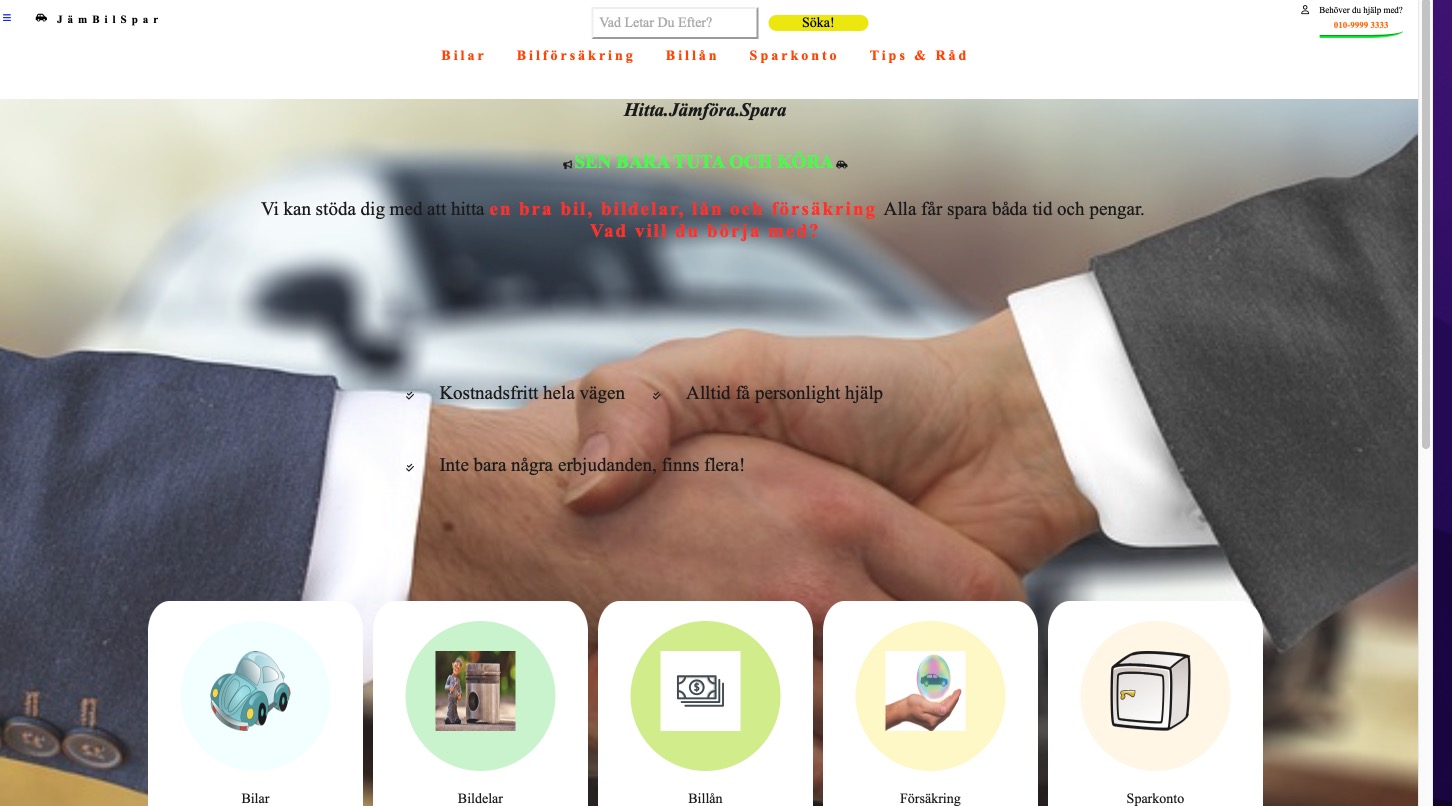 JämBilSpar
Vad Letar Du Efter?
Söka!
Behöver du hjälp med?
010-9999 3333
Bilar Bilförsäkring Billån Sparkonto Tips & Råd
Hitta.Jämföra.Spara
SEN BARA TUTA OCH KÖRA
Vi kan stöda dig med att hitta en bra bil, bildelar, lån och försäkring Alla får spara båda tid och pengar.
Vad vill du börja med?
Kostnadsfritt hela vägen Alltid få personlight hjälp
Inte bara några erbjudanden, finns flera!
Bilar Bildelar Billån Försäkring Sparkonto